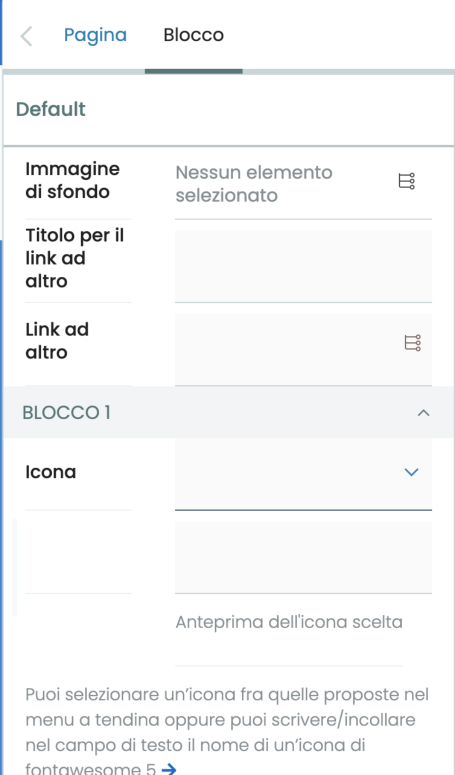 Pagina Blocco
Default
Immagine
di sfondo
Nessun elemento
selezionato
Titolo per il
link ad
altro
Link ad
altro
BLOCCO 1
Icona
Anteprima dell'icona scelta
Puoi selezionare un'icona fra quelle proposte nel
menu a tendina oppure puoi scrivere/incollare
nel campo di testo il nome di un'icona di
fontawesome 5